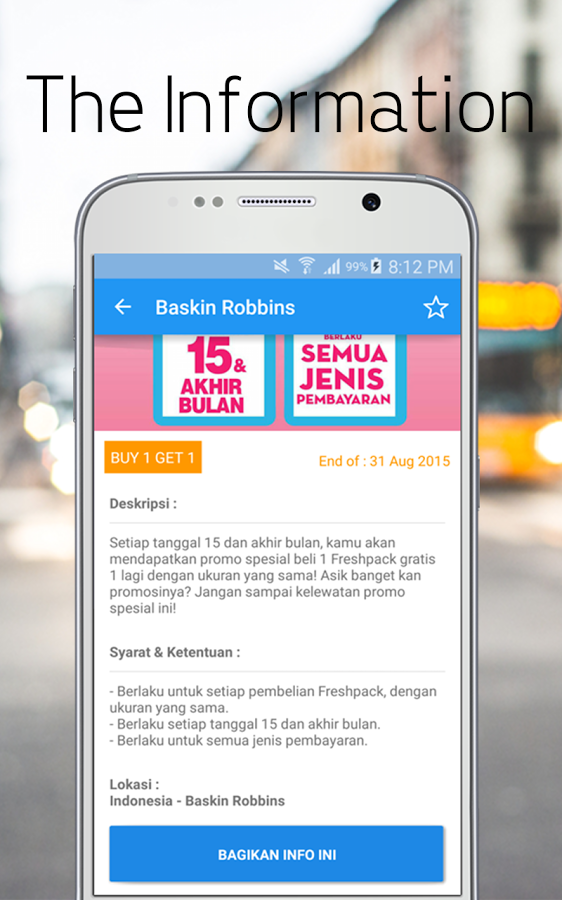 The Information
99% 8:12 PM
Baskin Robbins
15 &
AKHIR
BULAN
BERLAKU
SEMUA
JENIS
PEMBAYARAN
BUY 1 GET 1
End of : 31 Aug 2015
Deskripsi :
Setiap tanggal 15 dan akhir bulan, kamu akan
mendapatkan promo spesial beli 1 Freshpack gratis
1 lagi dengan ukuran yang sama! Asik banget kan
promosinya? Jangan sampai kelewatan promo
spesial ini!
Syarat & Ketentuan :
- Berlaku untuk setiap pembelian Freshpack, dengan
ukuran yang sama.
- Berlaku setiap tanggal 15 dan akhir bulan.
- Berlaku untuk semua jenis pembayaran.
Lokasi :
Indonesia - Baskin Robbins
BAGIKAN INFO INI